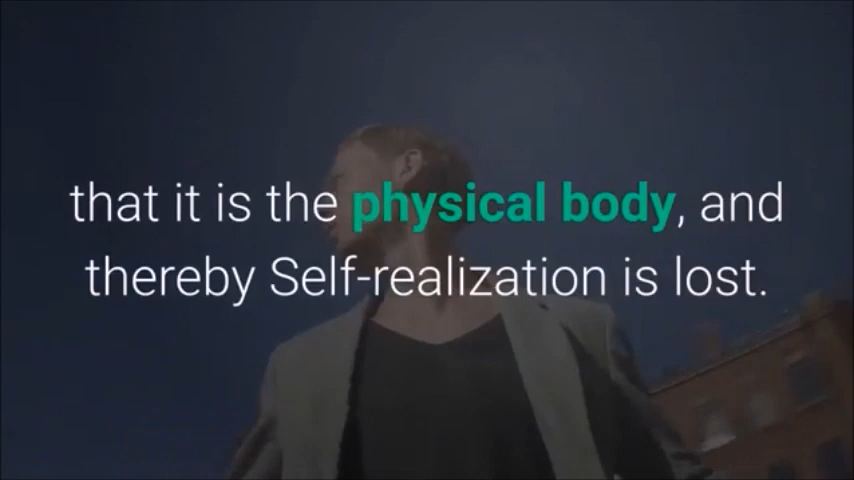 that it is the physical body, and
thereby Self-realization is lost.